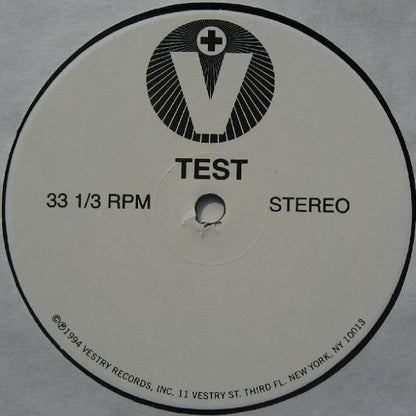 V
TEST
33 1/3 RPM
STEREO
©℗1994 VESTRY RECORDS, INC. 11 VESTRY ST. THIRD FL. NEW YORK, NY 10013